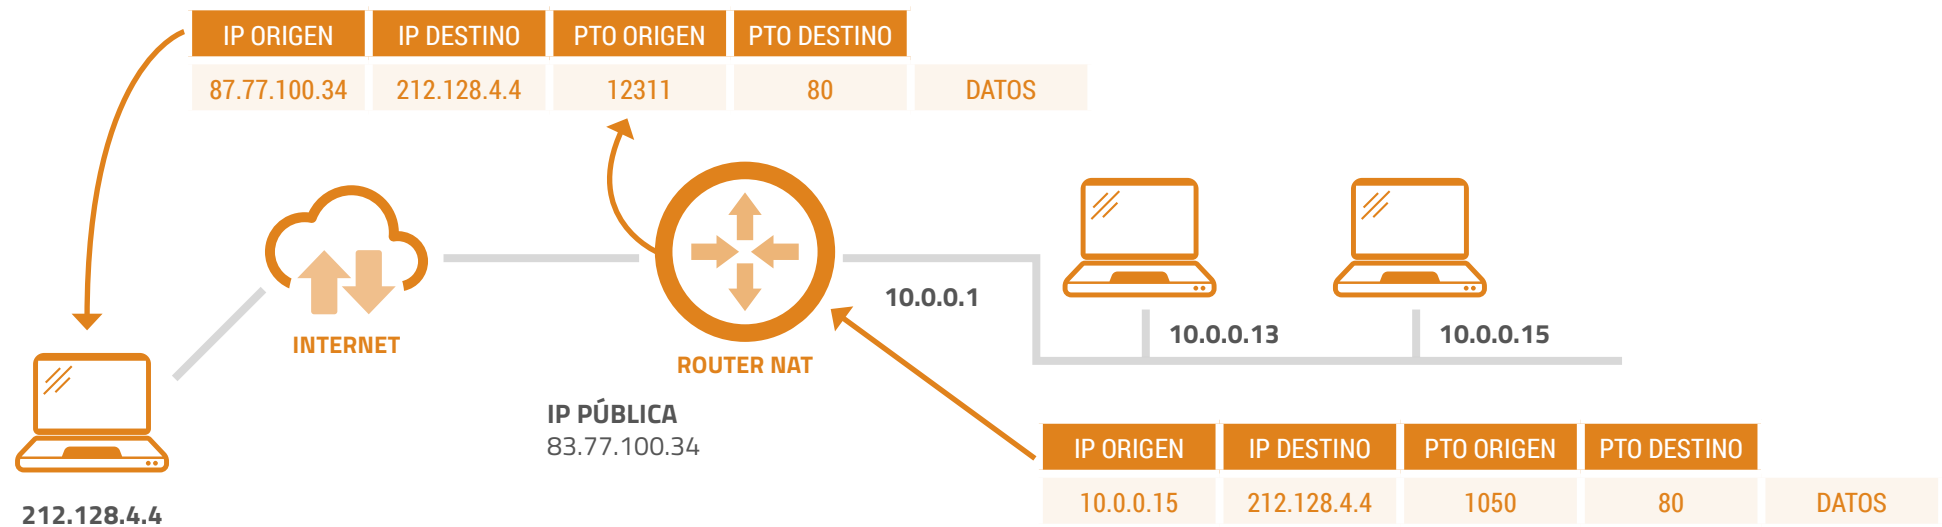 IP ORIGEN IP DESTINO PTO ORIGEN PTO DESTINO
87.77.100.34 212.128.4.4 12311 80 DATOS
10.0.0.1
INTERNET
ROUTER NAT
10.0.0.13
10.0.0.15
IP PÚBLICA
83.77.100.34
212.128.4.4
IP ORIGEN IP DESTINO PTO ORIGEN PTO DESTINO
10.0.0.15 212.128.4.4 1050 80 DATOS